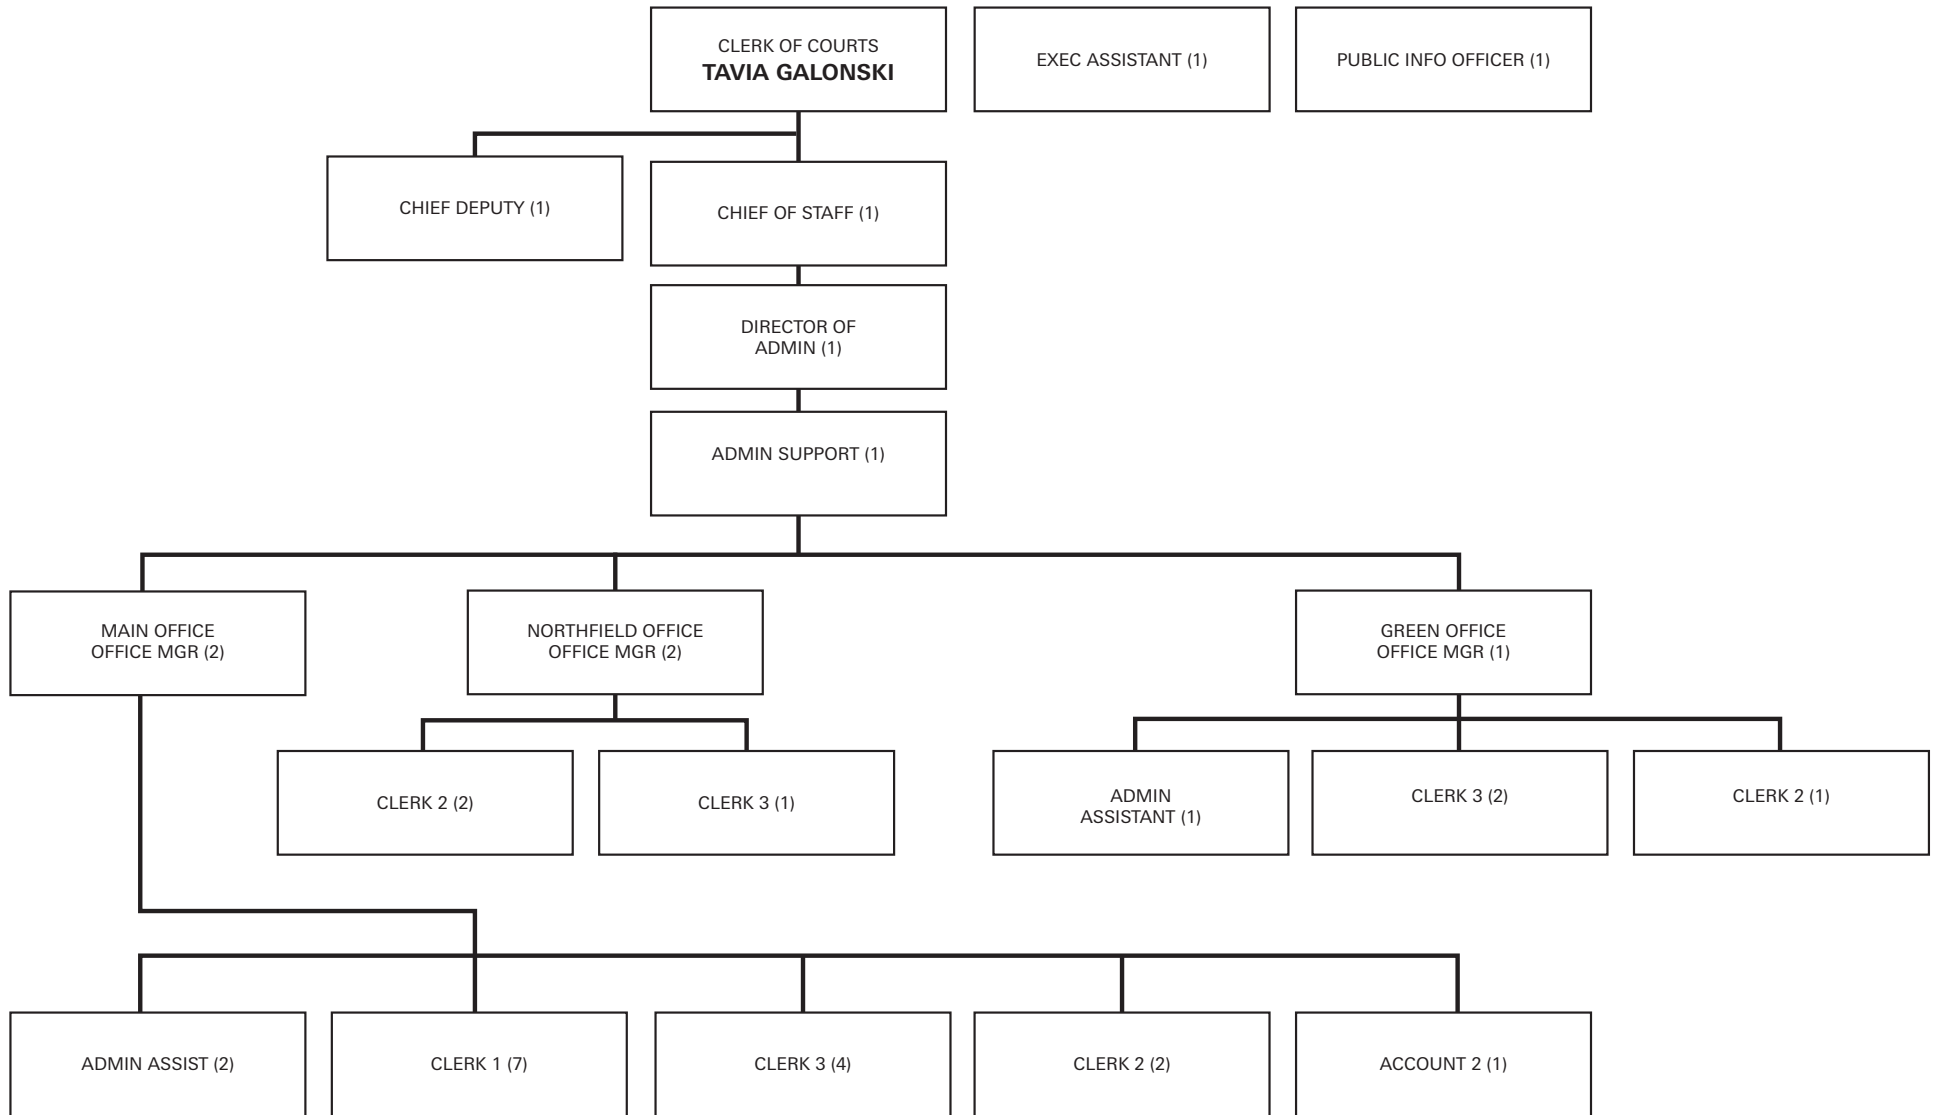 CLERK OF COURTS
TAVIA GALONSKI
EXEC ASSISTANT (1)
PUBLIC INFO OFFICER (1)
CHIEF DEPUTY (1)
CHIEF OF STAFF (1)
DIRECTOR OF
ADMIN (1)
ADMIN SUPPORT (1)
MAIN OFFICE
OFFICE MGR (2)
NORTHFIELD OFFICE
OFFICE MGR (2)
GREEN OFFICE
OFFICE MGR (1)
CLERK 2 (2)
CLERK 3 (1)
ADMIN
ASSISTANT (1)
CLERK 3 (2)
CLERK 2 (1)
ADMIN ASSIST (2)
CLERK 1 (7)
CLERK 3 (4)
CLERK 2 (2)
ACCOUNT 2 (1)